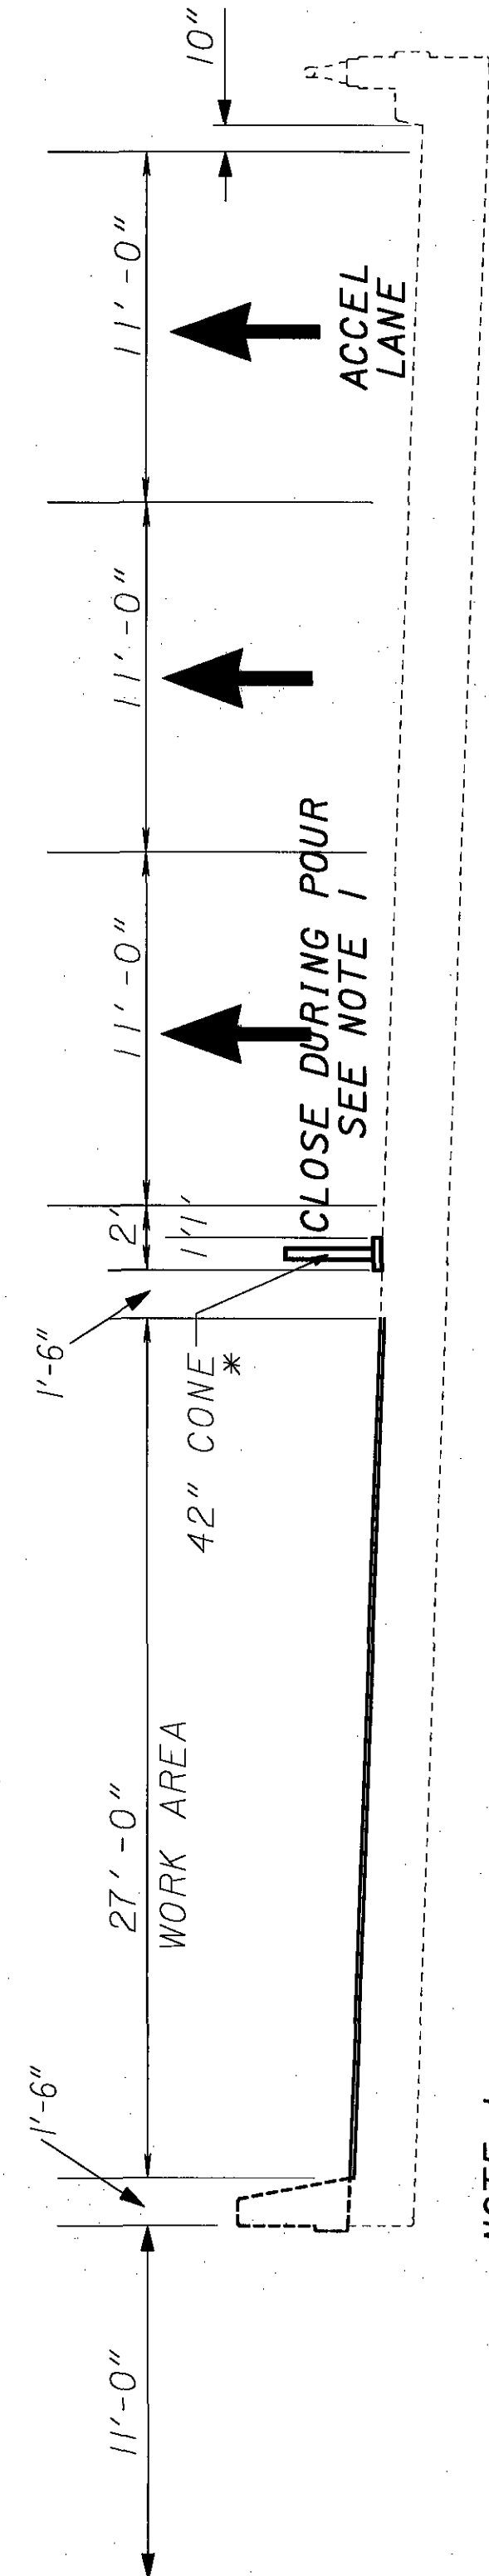 11'-0"
1'-6"
27'-0"
WORK AREA
1'-6"
42" CONE
*
2'
1'1'
11'-0"
11'-0"
11'-0"
10"
CLOSE DURING POUR
SEE NOTE 1
ACCEL
LANE